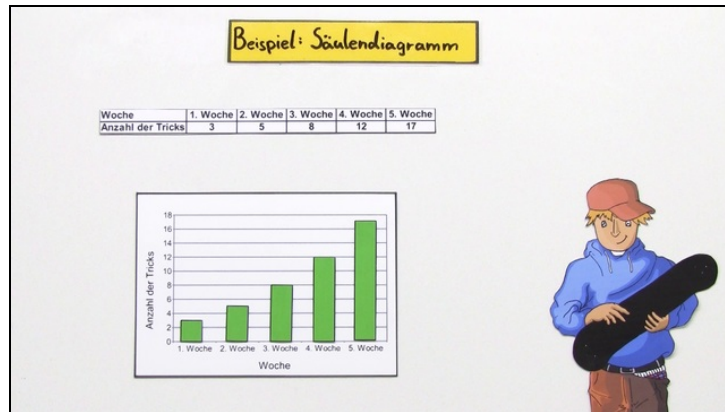 Beispiel: Säulendiagramm
Woche 1. Woche 2. Woche 3. Woche 4. Woche 5. Woche
Anzahl der Tricks 3 5 8 12 17
18
16
14
12
10
8
6
4
2
0
Anzahl der Tricks
1. Woche 2. Woche 3. Woche 4. Woche 5. Woche
Woche